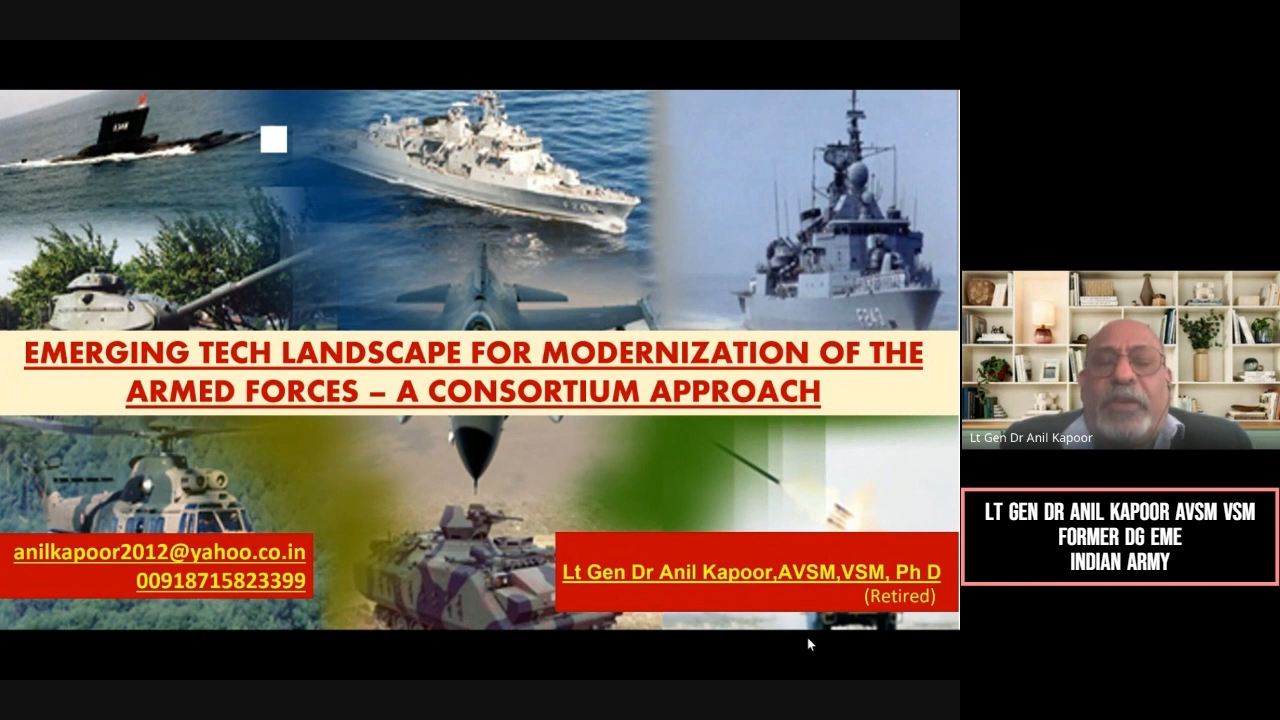 EMERGING TECH LANDSCAPE FOR MODERNIZATION OF THE
ARMED FORCES – A CONSORTIUM APPROACH
anilkapoor2012@yahoo.co.in
00918715823399
Lt Gen Dr Anil Kapoor,AVSM,VSM, Ph D
(Retired)
Lt Gen Dr Anil Kapoor
LT GEN DR ANIL KAPOOR AVSM VSM
FORMER DG EME
INDIAN ARMY